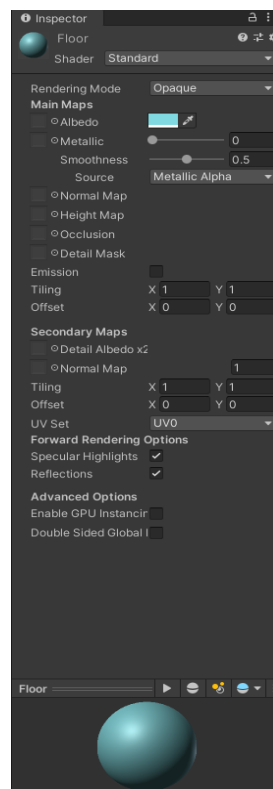 Inspector
Floor
Shader Standard
Rendering Mode Opaque
Main Maps
Albedo
Metallic 0
Smoothness 0.5
Source Metallic Alpha
Normal Map
Height Map
Occlusion
Detail Mask
Emission
Tiling X 1 Y 1
Offset X 0 Y 0
Secondary Maps
Detail Albedo x2
Normal Map 1
Tiling X 1 Y 1
Offset X 0 Y 0
UV Set UV0
Forward Rendering Options
Specular Highlights
Reflections
Advanced Options
Enable GPU Instancin
Double Sided Global I
Floor